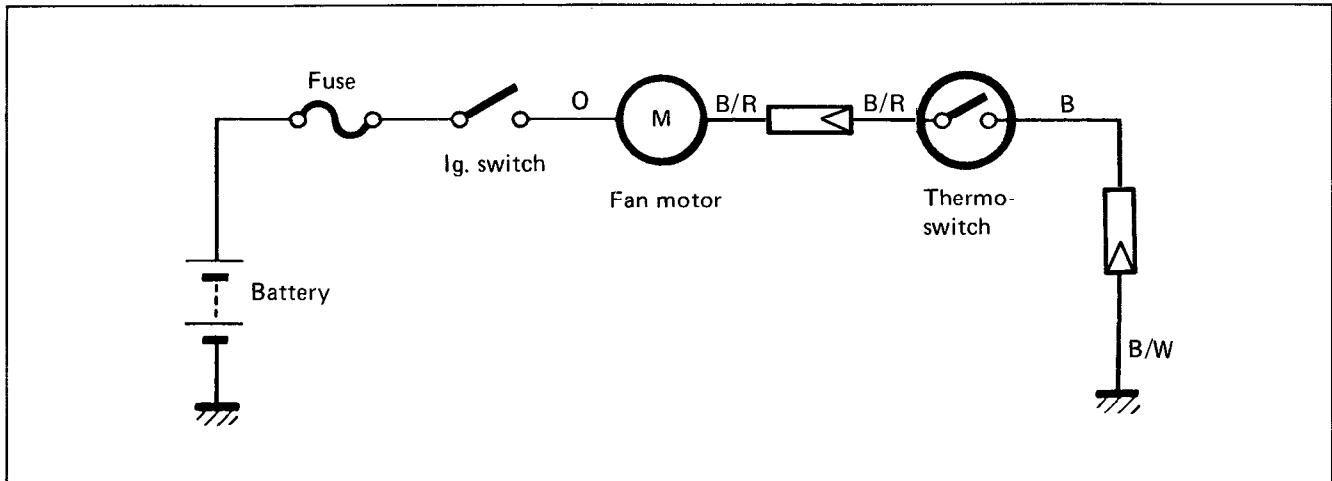 Fuse
O
M
B/R
B/R
B
Ig. switch
Fan motor
Thermo-
switch
Battery
B/W